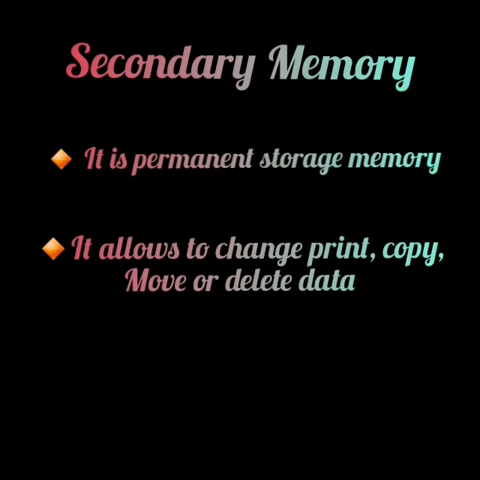 Secondary Memory
🔸 It is permanent storage memory
🔸 It allows to change print, copy,
Move or delete data